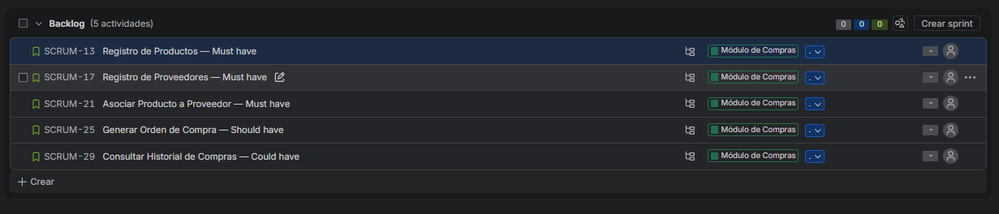 Backlog (5 actividades) 0 0 0 Crear sprint
SCRUM-13 Registro de Productos — Must have Módulo de Compras . -
SCRUM-17 Registro de Proveedores — Must have Módulo de Compras . - ...
SCRUM-21 Asociar Producto a Proveedor — Must have Módulo de Compras . -
SCRUM-25 Generar Orden de Compra — Should have Módulo de Compras . -
SCRUM-29 Consultar Historial de Compras — Could have Módulo de Compras . -
+ Crear